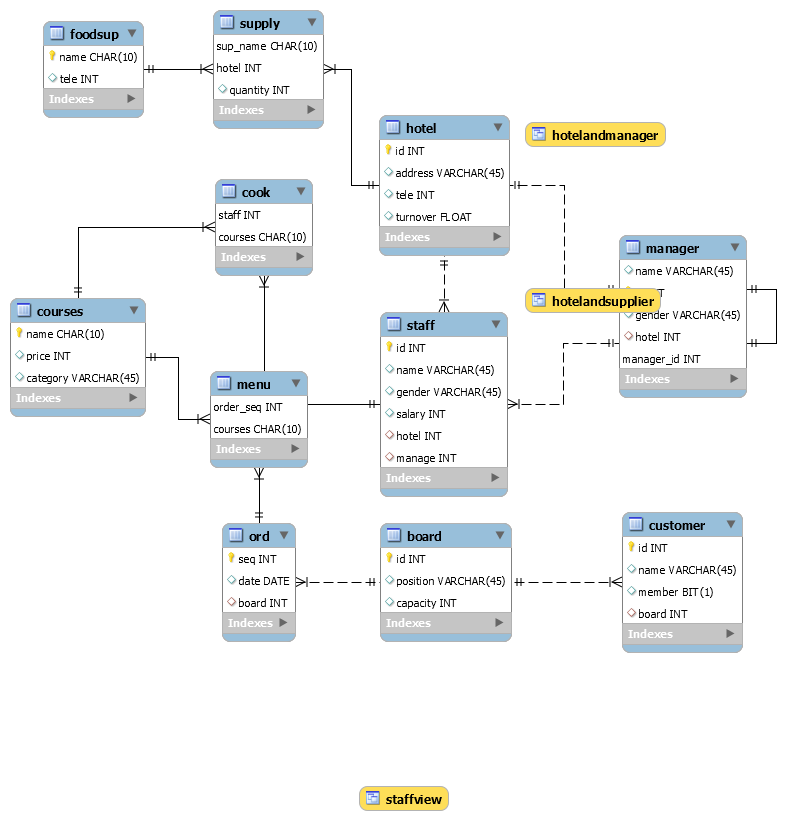 foodsup
name CHAR(10)
tele INT
Indexes
supply
sup_name CHAR(10)
hotel INT
quantity INT
Indexes
hotel
id INT
address VARCHAR(45)
tele INT
turnover FLOAT
Indexes
hotelandmanager
cook
staff INT
courses CHAR(10)
Indexes
manager
name VARCHAR(45)
gender VARCHAR(45)
hotel INT
manager_id INT
Indexes
hotelandsupplier
courses
name CHAR(10)
price INT
category VARCHAR(45)
Indexes
staff
id INT
name VARCHAR(45)
gender VARCHAR(45)
salary INT
hotel INT
manage INT
Indexes
menu
order_seq INT
courses CHAR(10)
Indexes
ord
seq INT
date DATE
board INT
Indexes
board
id INT
position VARCHAR(45)
capacity INT
Indexes
customer
id INT
name VARCHAR(45)
member BIT(1)
board INT
Indexes
staffview